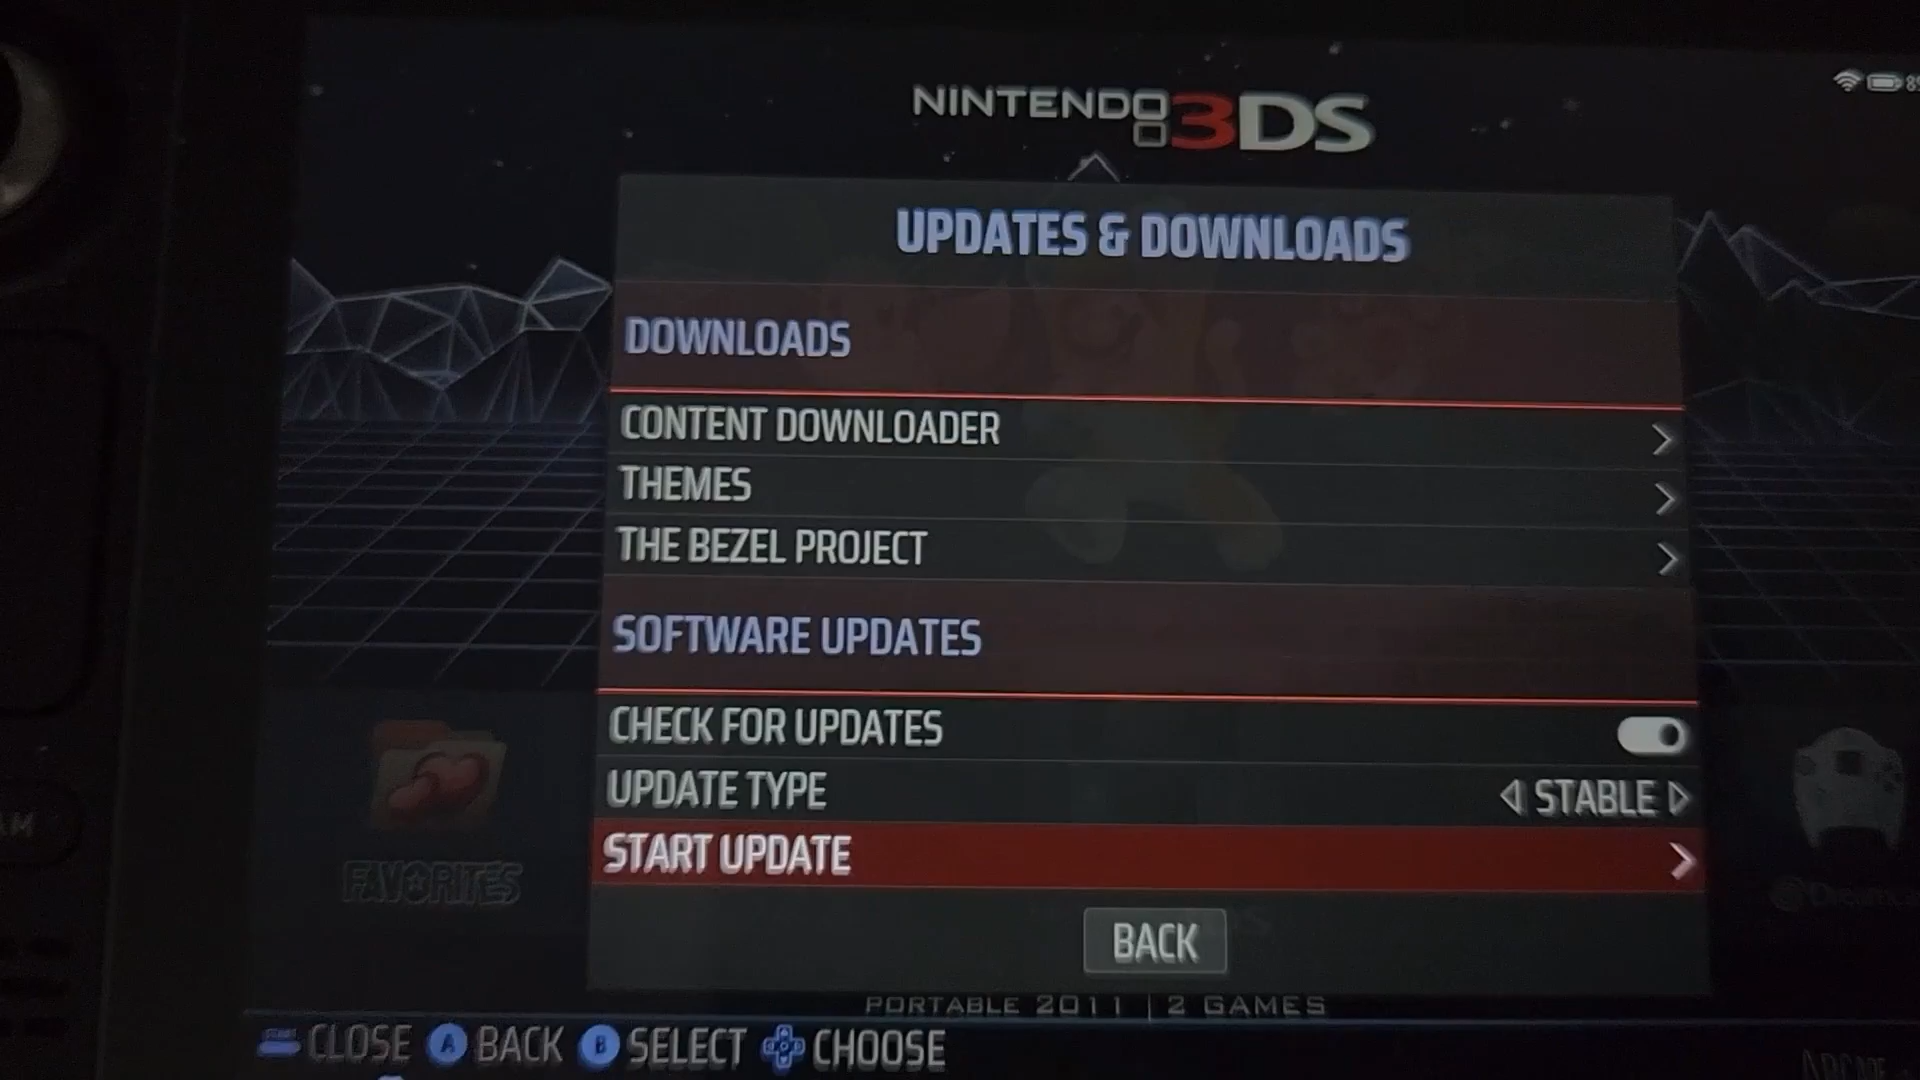 NINTENDO 3DS
UPDATES & DOWNLOADS
DOWNLOADS
CONTENT DOWNLOADER
THEMES
THE BEZEL PROJECT
SOFTWARE UPDATES
CHECK FOR UPDATES
UPDATE TYPE
STABLE
START UPDATE
BACK
FAVORITES
PORTABLE 2011 | 2 GAMES
START CLOSE A BACK B SELECT CHOOSE